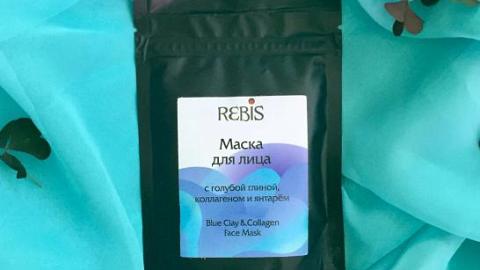 REBIS
Маска
для лица
с голубой глиной,
коллагеном и янтарём
Blue Clay & Collagen
Face Mask